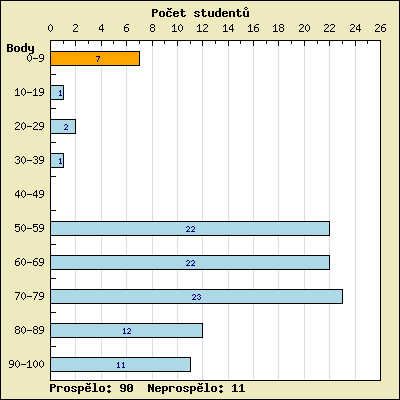 Počet studentů
0 2 4 6 8 10 12 14 16 18 20 22 24 26
Body
0-9 7
10-19 1
20-29 2
30-39 1
40-49
50-59 22
60-69 22
70-79 23
80-89 12
90-100 11
Prospělo: 90 Neprospělo: 11